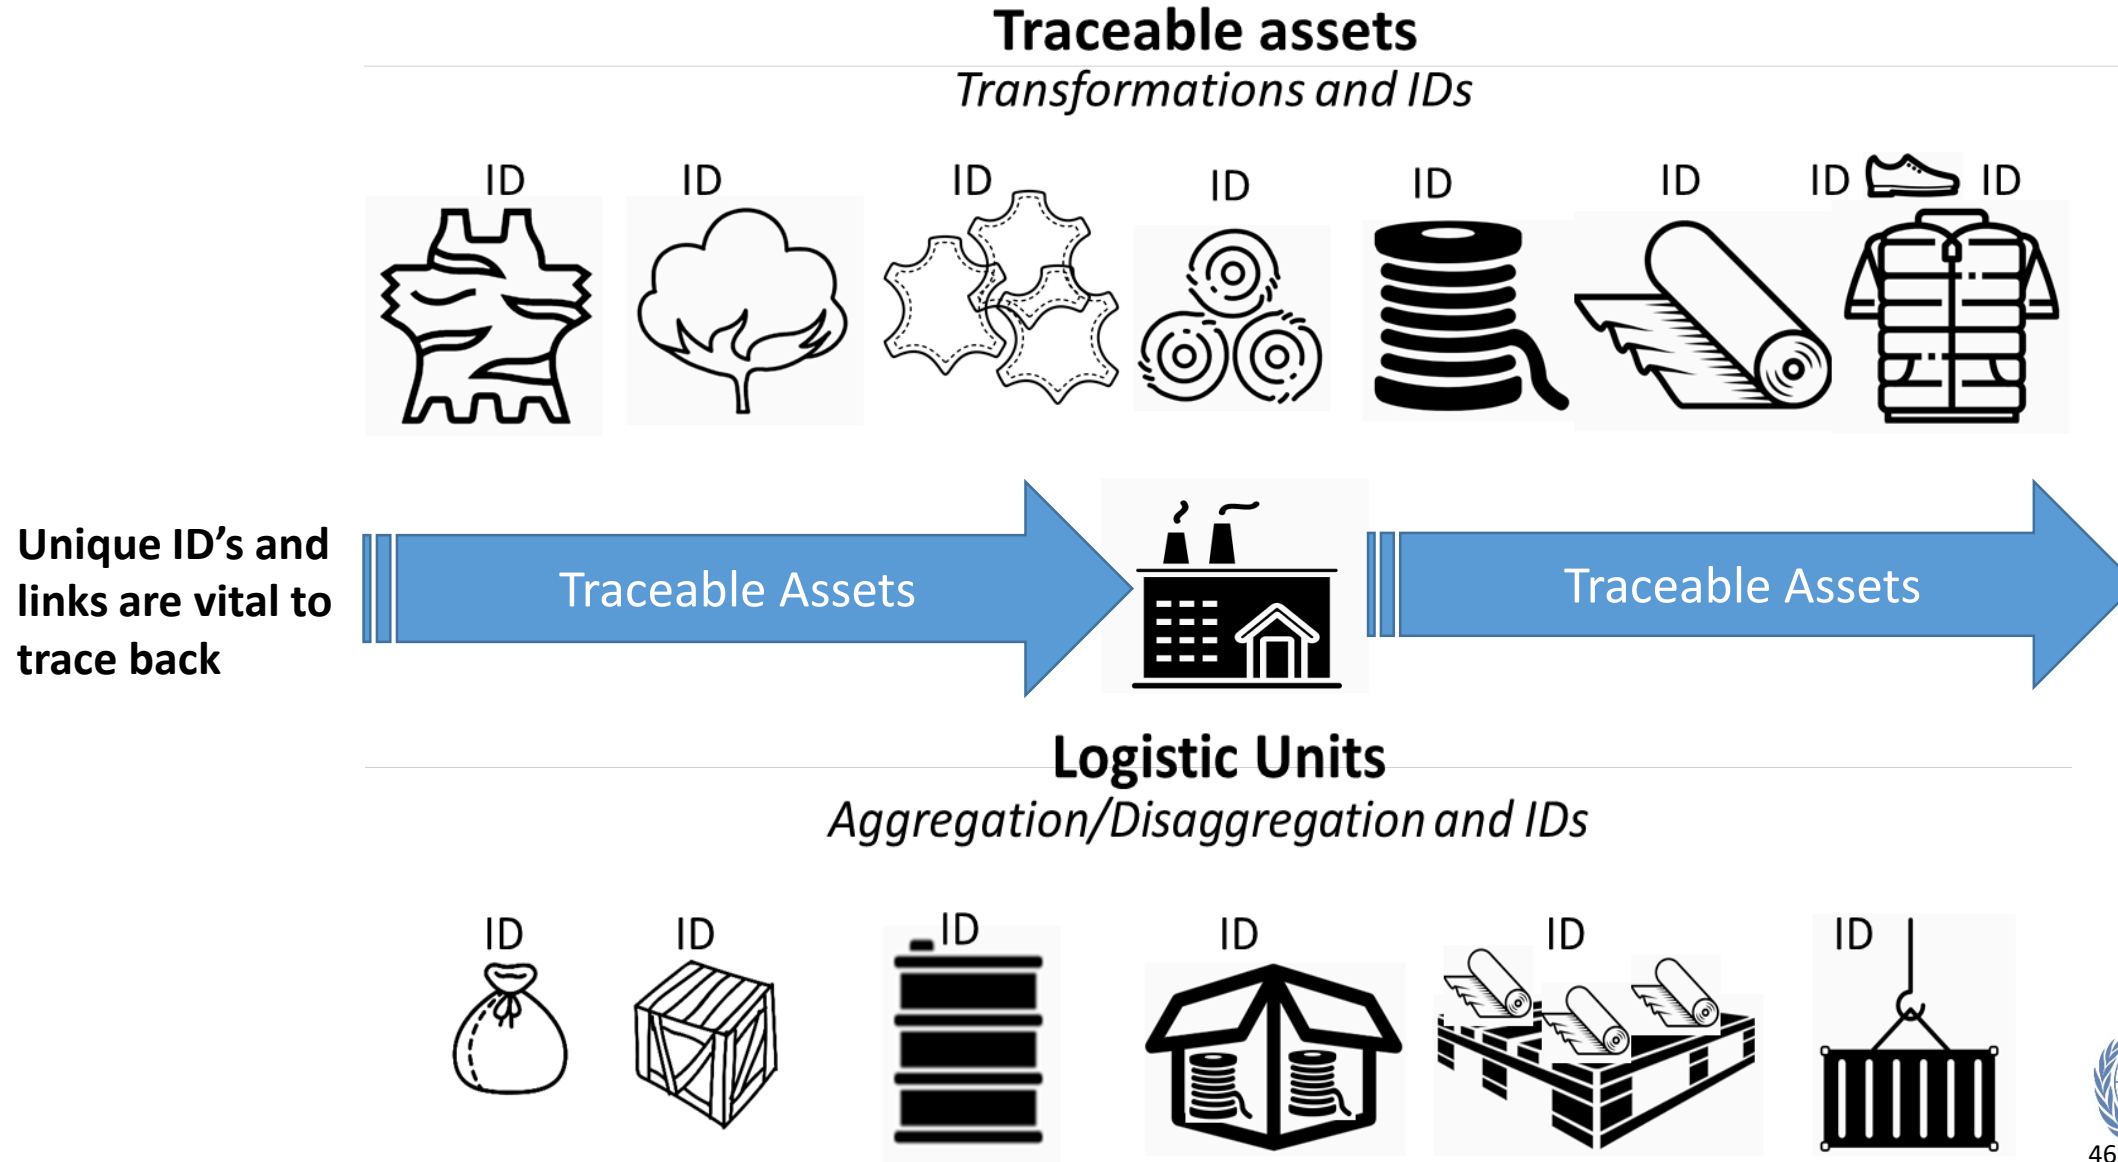 Traceable assets
Transformations and IDs
ID
ID
ID
ID
ID
ID
ID
ID
Unique ID’s and
links are vital to
trace back
Traceable Assets
Traceable Assets
Logistic Units
Aggregation/Disaggregation and IDs
ID
ID
ID
ID
ID
ID
46